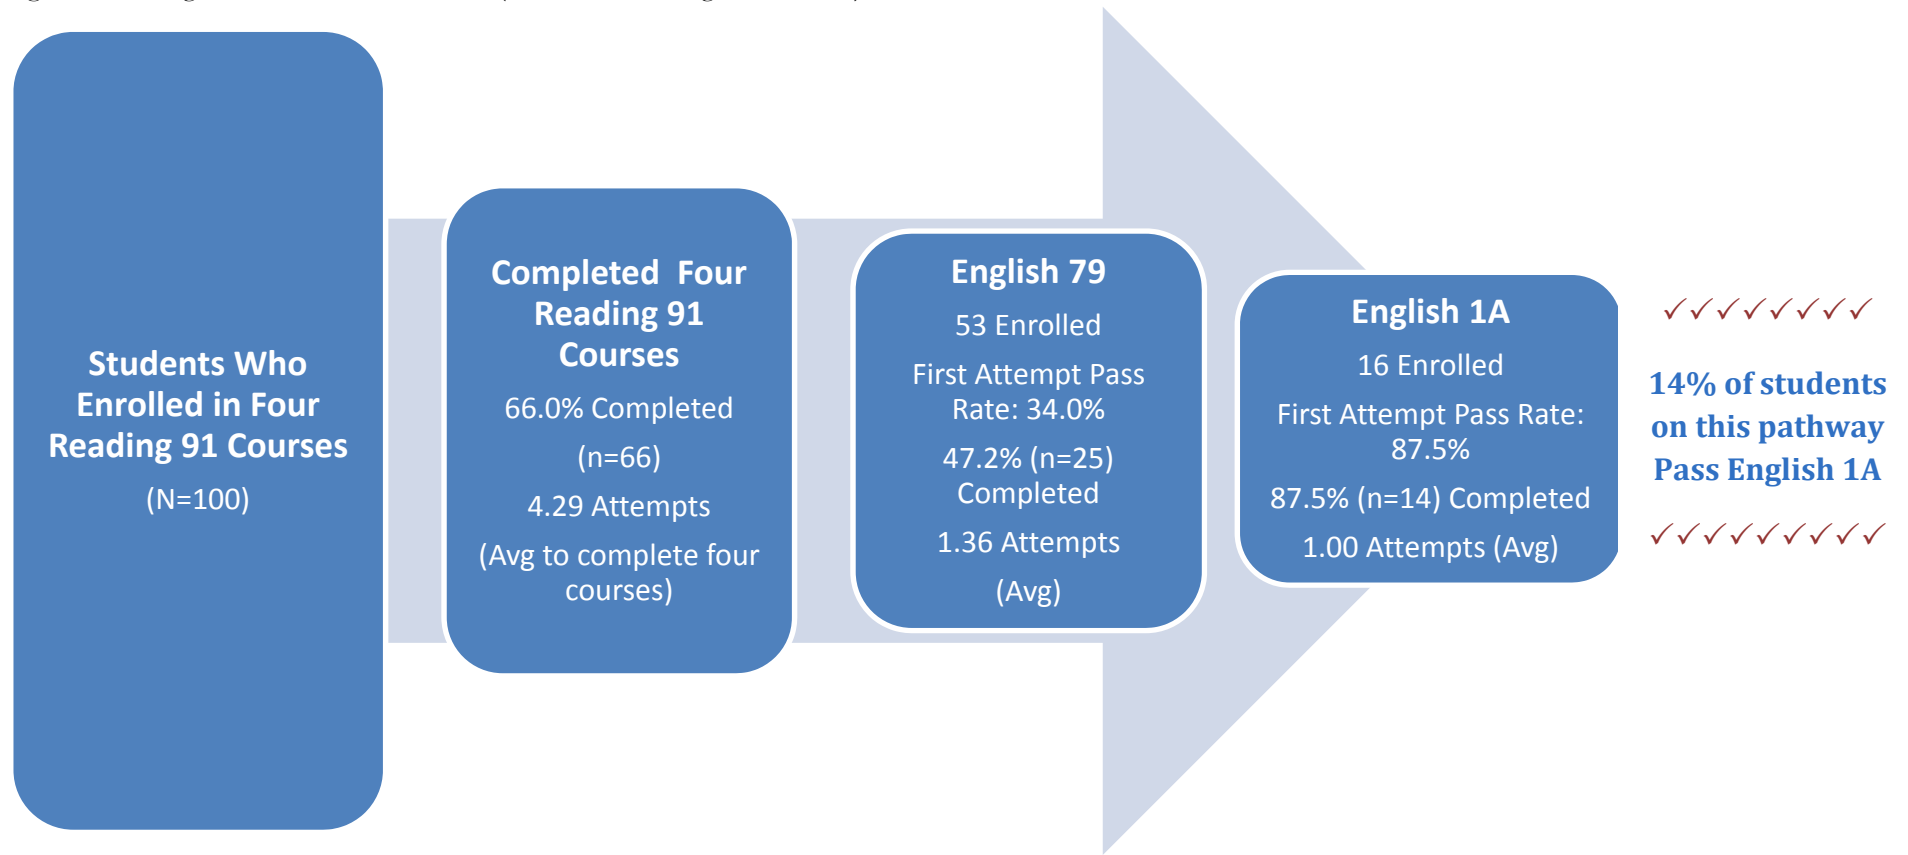 Students Who
Enrolled in Four
Reading 91 Courses
(N=100)
Completed Four
Reading 91
Courses
66.0% Completed
(n=66)
4.29 Attempts
(Avg to complete four
courses)
English 79
53 Enrolled
First Attempt Pass
Rate: 34.0%
47.2% (n=25)
Completed
1.36 Attempts
(Avg)
English 1A
16 Enrolled
First Attempt Pass Rate:
87.5%
87.5% (n=14) Completed
1.00 Attempts (Avg)
✓✓✓✓✓✓✓✓
14% of students
on this pathway
Pass English 1A
✓✓✓✓✓✓✓✓✓